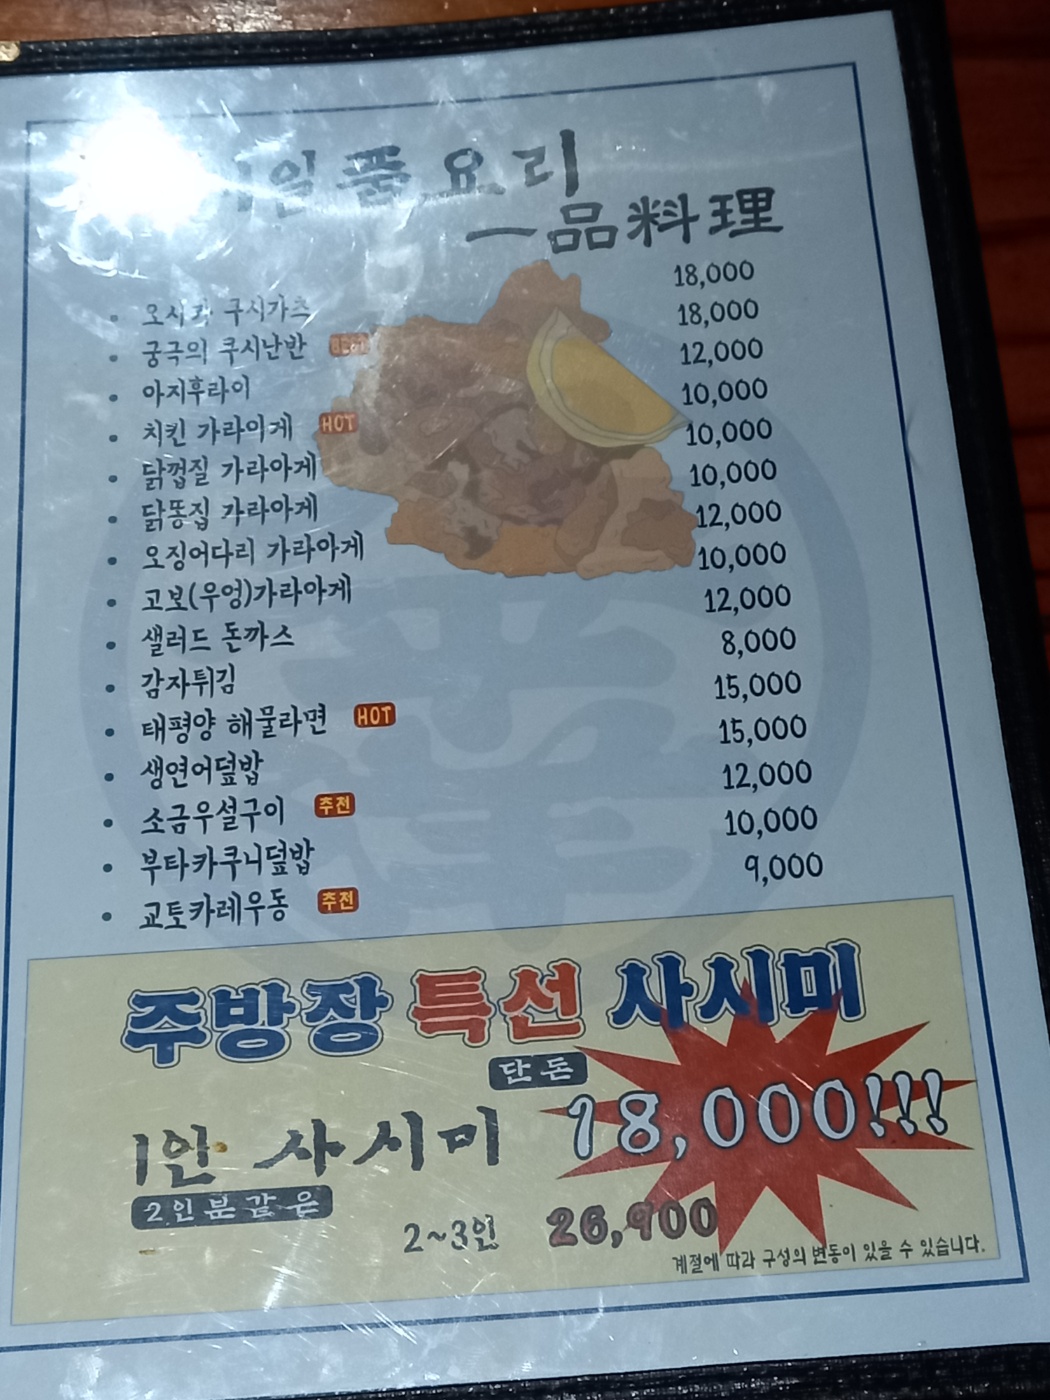 일품요리
一品料理
오사카 쿠시가츠 18,000
궁극의 쿠시난반 BEST 18,000
아지후라이 12,000
치킨 가라아게 HOT 10,000
닭껍질 가라아게 10,000
닭똥집 가라아게 10,000
오징어다리 가라아게 12,000
고보(우엉)가라아게 10,000
샐러드 돈까스 12,000
감자튀김 8,000
태평양 해물라면 HOT 15,000
생연어덮밥 15,000
소금우설구이 추천 12,000
부타카쿠니덮밥 10,000
교토카레우동 추천 9,000
주방장 특선 사시미
단돈
1인 사시미 18,000!!!
2인분같은
2~3인 26,900
계절에 따라 구성의 변동이 있을 수 있습니다.